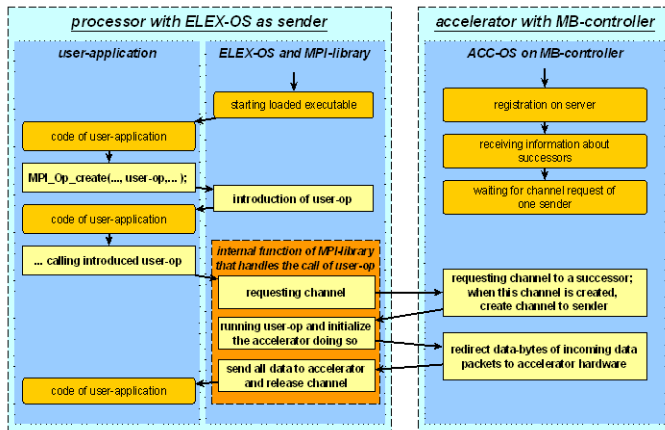 processor with ELEX-OS as sender
accelerator with MB-controller
user-application
ELEX-OS and MPI-library
ACC-OS on MB-controller
starting loaded executable
registration on server
code of user-application
receiving information about
successors
MPI_Op_create(..., user-op,... );
introduction of user-op
waiting for channel request of
one sender
code of user-application
... calling introduced user-op
internal function of MPI-library
that handles the call of user-op
requesting channel
requesting channel to a successor;
when this channel is created,
create channel to sender
running user-op and initialize
the accelerator doing so
redirect data-bytes of incoming data
packets to accelerator hardware
send all data to accelerator
and release channel
code of user-application